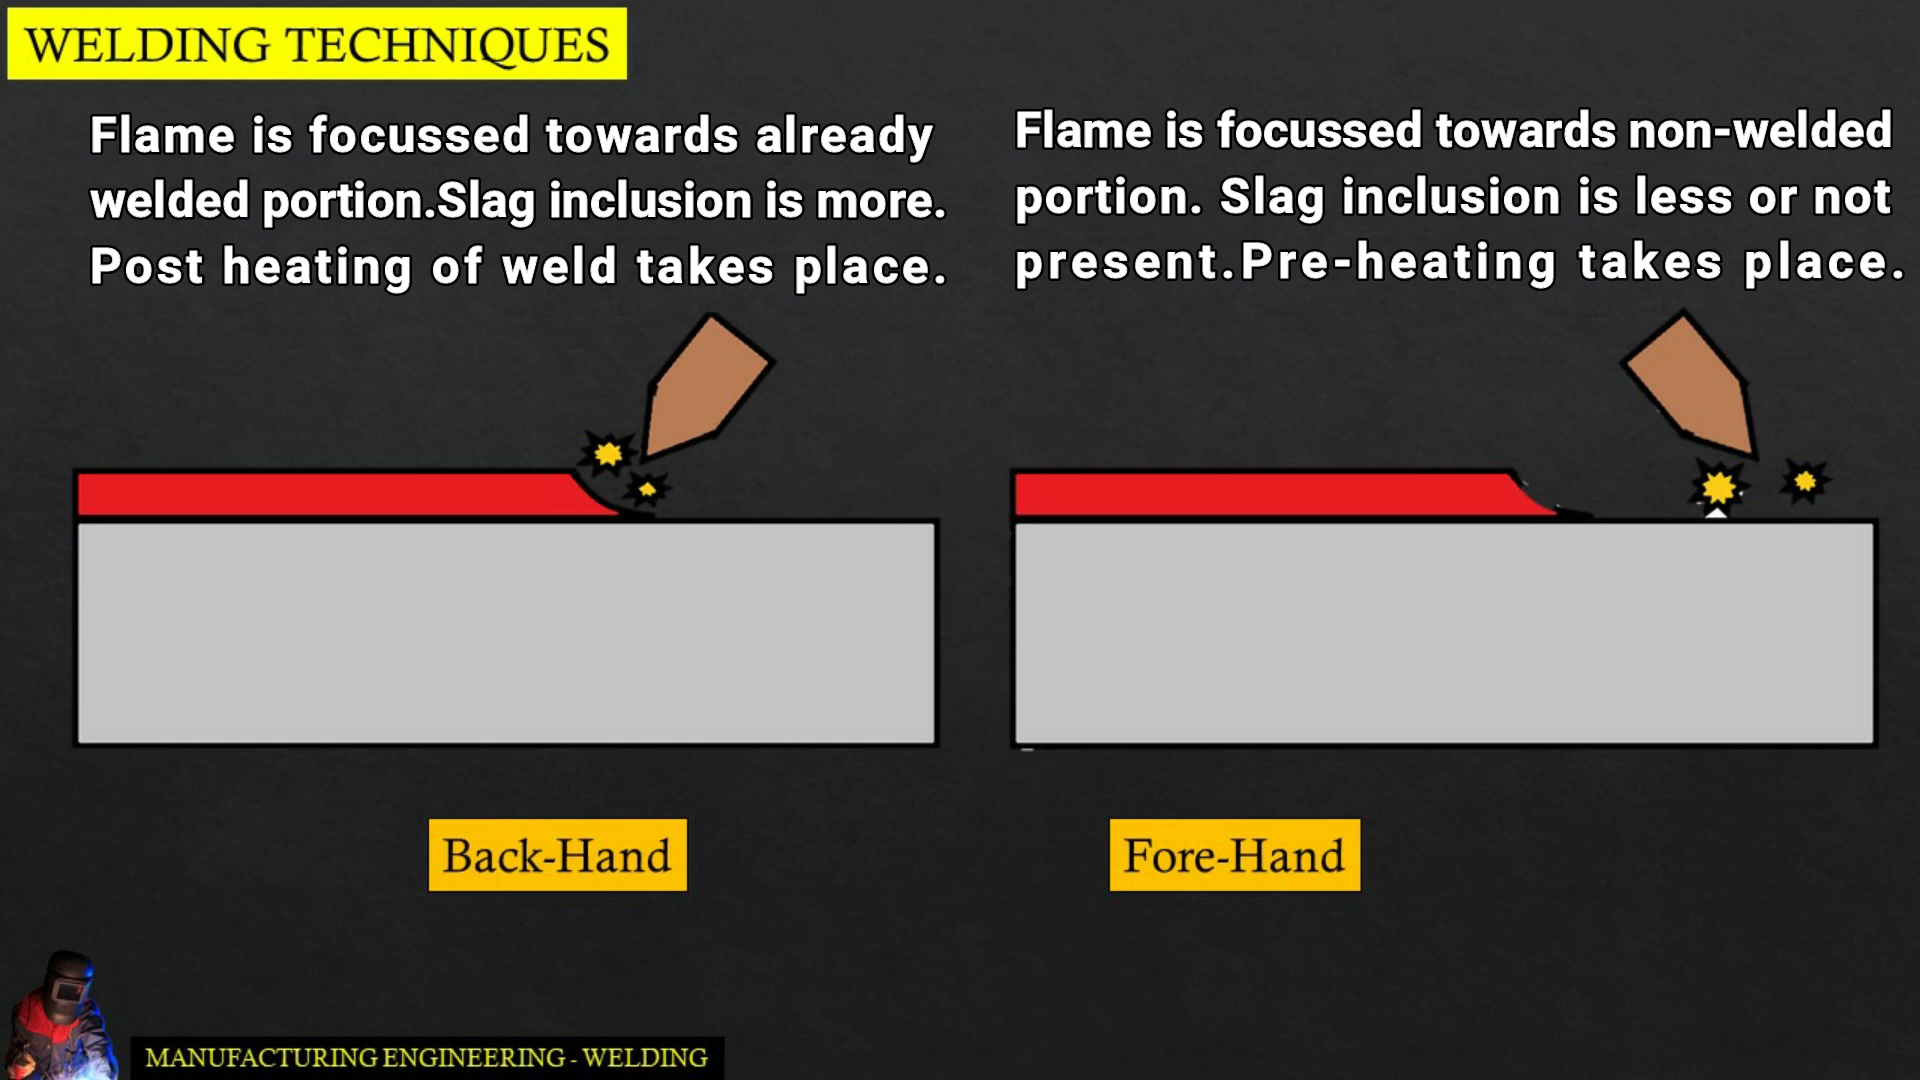 WELDING TECHNIQUES
Flame is focussed towards already
welded portion.Slag inclusion is more.
Post heating of weld takes place.
Flame is focussed towards non-welded
portion. Slag inclusion is less or not
present.Pre-heating takes place.
Back-Hand
Fore-Hand
MANUFACTURING ENGINEERING - WELDING